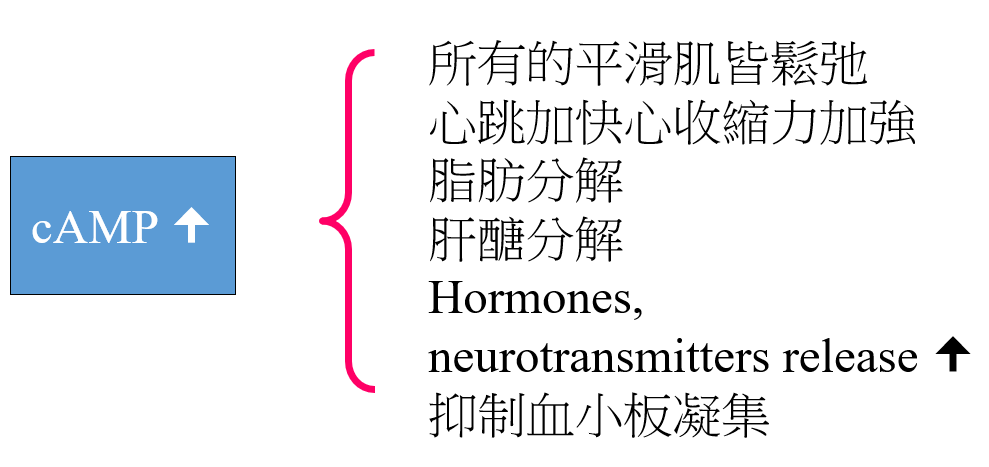 cAMP ↑
所有的平滑肌皆鬆弛
心跳加快心收縮力加強
脂肪分解
肝醣分解
Hormones,
neurotransmitters release ↑
抑制血小板凝集